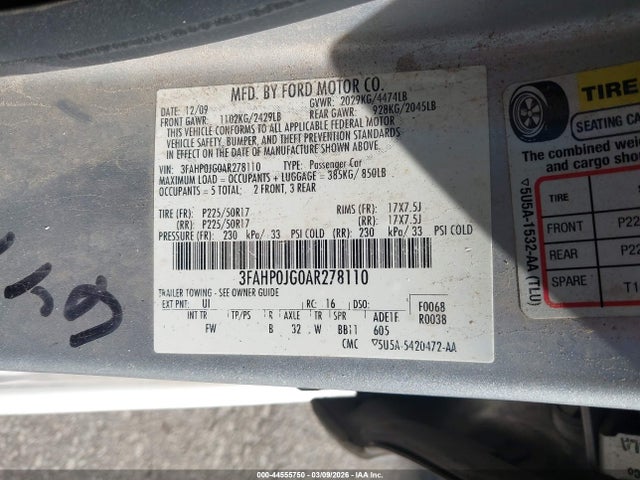 MFD. BY FORD MOTOR CO.
DATE: 12/09 GVWR: 2029KG/4474LB
FRONT GAWR: 1102KG/2429LB REAR GAWR: 928KG/2045LB
THIS VEHICLE CONFORMS TO ALL APPLICABLE FEDERAL MOTOR
VEHICLE SAFETY, BUMPER, AND THEFT PREVENTION STANDARDS
IN EFFECT ON THE DATE OF MANUFACTURE SHOWN ABOVE.
VIN: 3FAHP0JG0AR278110 TYPE: Passenger Car
MAXIMUM LOAD = OCCUPANTS + LUGGAGE = 385KG/ 850LB
OCCUPANTS = 5 TOTAL: 2 FRONT, 3 REAR
TIRE (FR): P225/50R17 RIMS (FR): 17X7.5J
(RR): P225/50R17 (RR): 17X7.5J
PRESSURE (FR): 230 kPa/ 33 PSI COLD (RR): 230 kPa/ 33 PSI COLD
3FAHP0JG0AR278110
TRAILER TOWING - SEE OWNER GUIDE
EXT PNT: UI RC: 16 DSO: F0068
INT TR TP/PS R AXLE TR SPR ADE1F R0038
FW B 32 W BB11 605
CMC 5U5A-5420472-AA
TIRE
SEATING CA
The combined wei
and cargo shou
TIRE
FRONT P22
REAR P22
SPARE T1
5U5A-1532-AA (TLU)
000-44555750 | 03/09/2026 - IAA Inc.